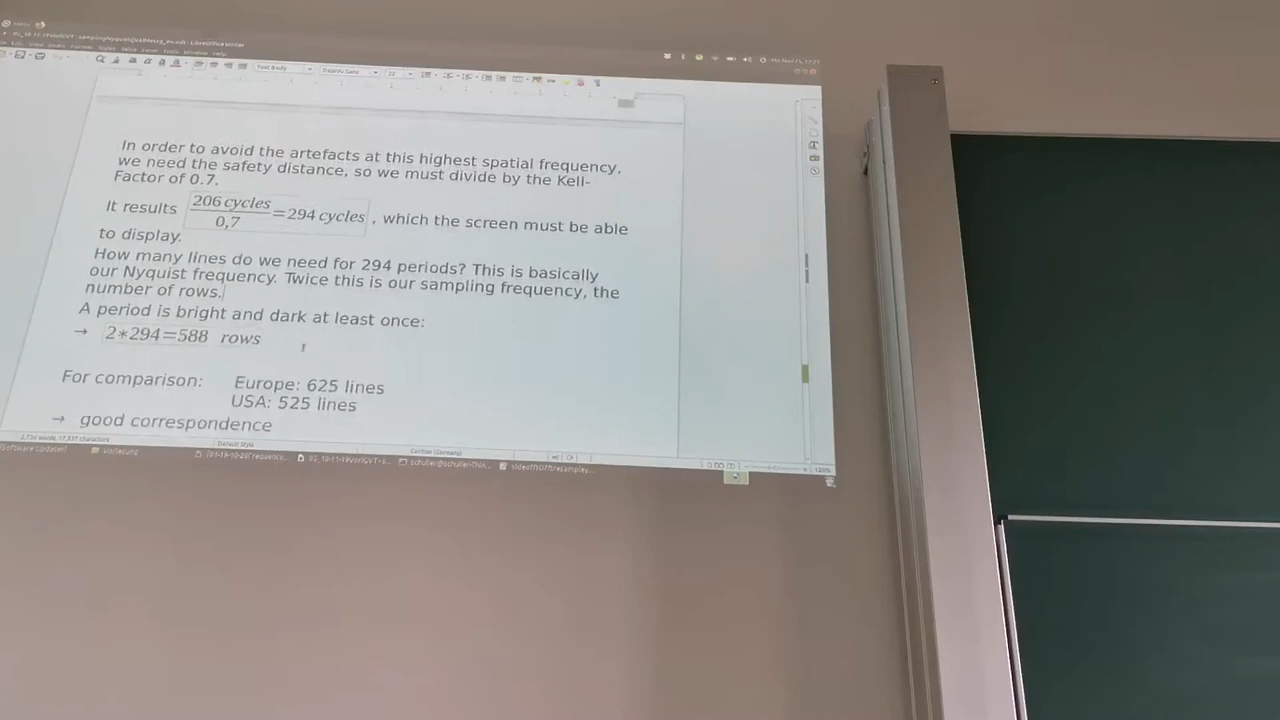 Text Body
In order to avoid the artefacts at this highest spatial frequency,
we need the safety distance, so we must divide by the Kell-
Factor of 0.7.
It results 206 cycles / 0,7 = 294 cycles , which the screen must be able
to display.
How many lines do we need for 294 periods? This is basically
our Nyquist frequency. Twice this is our sampling frequency, the
number of rows.
A period is bright and dark at least once:
→ 2*294=588 rows
For comparison: Europe: 625 lines
USA: 525 lines
→ good correspondence
Default Style